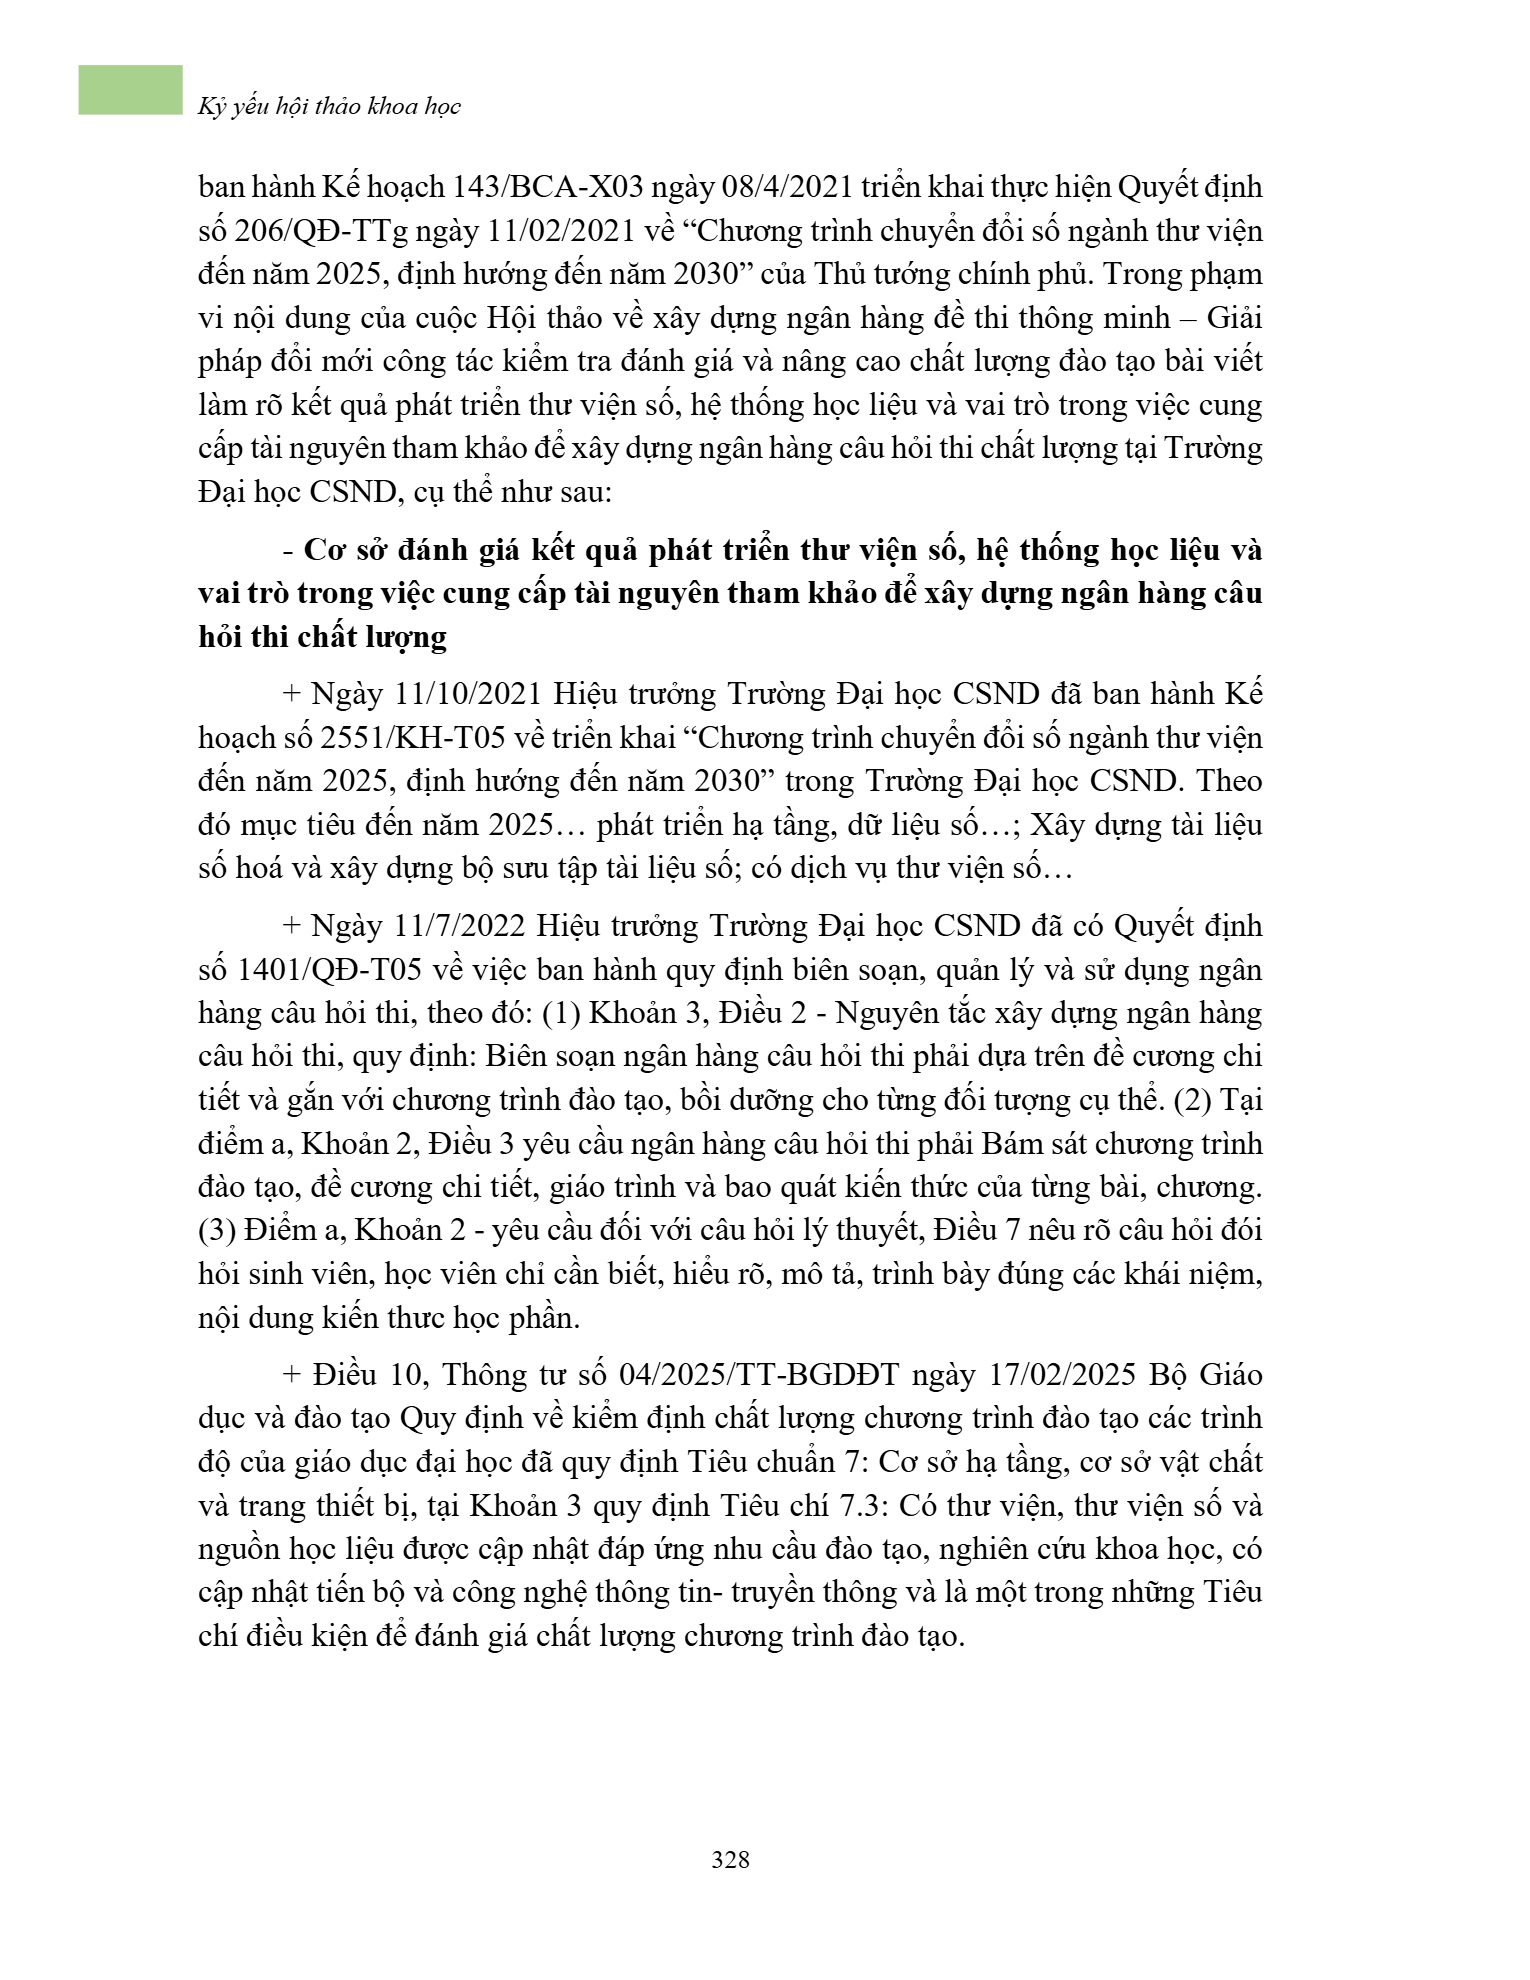 Kỷ yếu hội thảo khoa học
ban hành Kế hoạch 143/BCA-X03 ngày 08/4/2021 triển khai thực hiện Quyết định
số 206/QĐ-TTg ngày 11/02/2021 về “Chương trình chuyển đổi số ngành thư viện
đến năm 2025, định hướng đến năm 2030” của Thủ tướng chính phủ. Trong phạm
vi nội dung của cuộc Hội thảo về xây dựng ngân hàng đề thi thông minh – Giải
pháp đổi mới công tác kiểm tra đánh giá và nâng cao chất lượng đào tạo bài viết
làm rõ kết quả phát triển thư viện số, hệ thống học liệu và vai trò trong việc cung
cấp tài nguyên tham khảo để xây dựng ngân hàng câu hỏi thi chất lượng tại Trường
Đại học CSND, cụ thể như sau:
- Cơ sở đánh giá kết quả phát triển thư viện số, hệ thống học liệu và
vai trò trong việc cung cấp tài nguyên tham khảo để xây dựng ngân hàng câu
hỏi thi chất lượng
+ Ngày 11/10/2021 Hiệu trưởng Trường Đại học CSND đã ban hành Kế
hoạch số 2551/KH-T05 về triển khai “Chương trình chuyển đổi số ngành thư viện
đến năm 2025, định hướng đến năm 2030” trong Trường Đại học CSND. Theo
đó mục tiêu đến năm 2025… phát triển hạ tầng, dữ liệu số…; Xây dựng tài liệu
số hoá và xây dựng bộ sưu tập tài liệu số; có dịch vụ thư viện số…
+ Ngày 11/7/2022 Hiệu trưởng Trường Đại học CSND đã có Quyết định
số 1401/QĐ-T05 về việc ban hành quy định biên soạn, quản lý và sử dụng ngân
hàng câu hỏi thi, theo đó: (1) Khoản 3, Điều 2 - Nguyên tắc xây dựng ngân hàng
câu hỏi thi, quy định: Biên soạn ngân hàng câu hỏi thi phải dựa trên đề cương chi
tiết và gắn với chương trình đào tạo, bồi dưỡng cho từng đối tượng cụ thể. (2) Tại
điểm a, Khoản 2, Điều 3 yêu cầu ngân hàng câu hỏi thi phải Bám sát chương trình
đào tạo, đề cương chi tiết, giáo trình và bao quát kiến thức của từng bài, chương.
(3) Điểm a, Khoản 2 - yêu cầu đối với câu hỏi lý thuyết, Điều 7 nêu rõ câu hỏi đói
hỏi sinh viên, học viên chỉ cần biết, hiểu rõ, mô tả, trình bày đúng các khái niệm,
nội dung kiến thưc học phần.
+ Điều 10, Thông tư số 04/2025/TT-BGDĐT ngày 17/02/2025 Bộ Giáo
dục và đào tạo Quy định về kiểm định chất lượng chương trình đào tạo các trình
độ của giáo dục đại học đã quy định Tiêu chuẩn 7: Cơ sở hạ tầng, cơ sở vật chất
và trang thiết bị, tại Khoản 3 quy định Tiêu chí 7.3: Có thư viện, thư viện số và
nguồn học liệu được cập nhật đáp ứng nhu cầu đào tạo, nghiên cứu khoa học, có
cập nhật tiến bộ và công nghệ thông tin- truyền thông và là một trong những Tiêu
chí điều kiện để đánh giá chất lượng chương trình đào tạo.
328